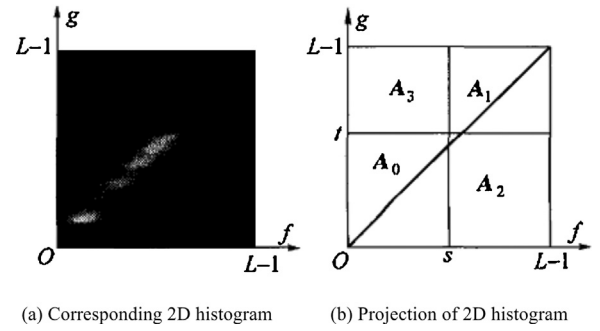 g
L-1
O
L-1
f
(a) Corresponding 2D histogram
g
L-1
A3
A1
t
A0
A2
O
s
L-1
f
(b) Projection of 2D histogram